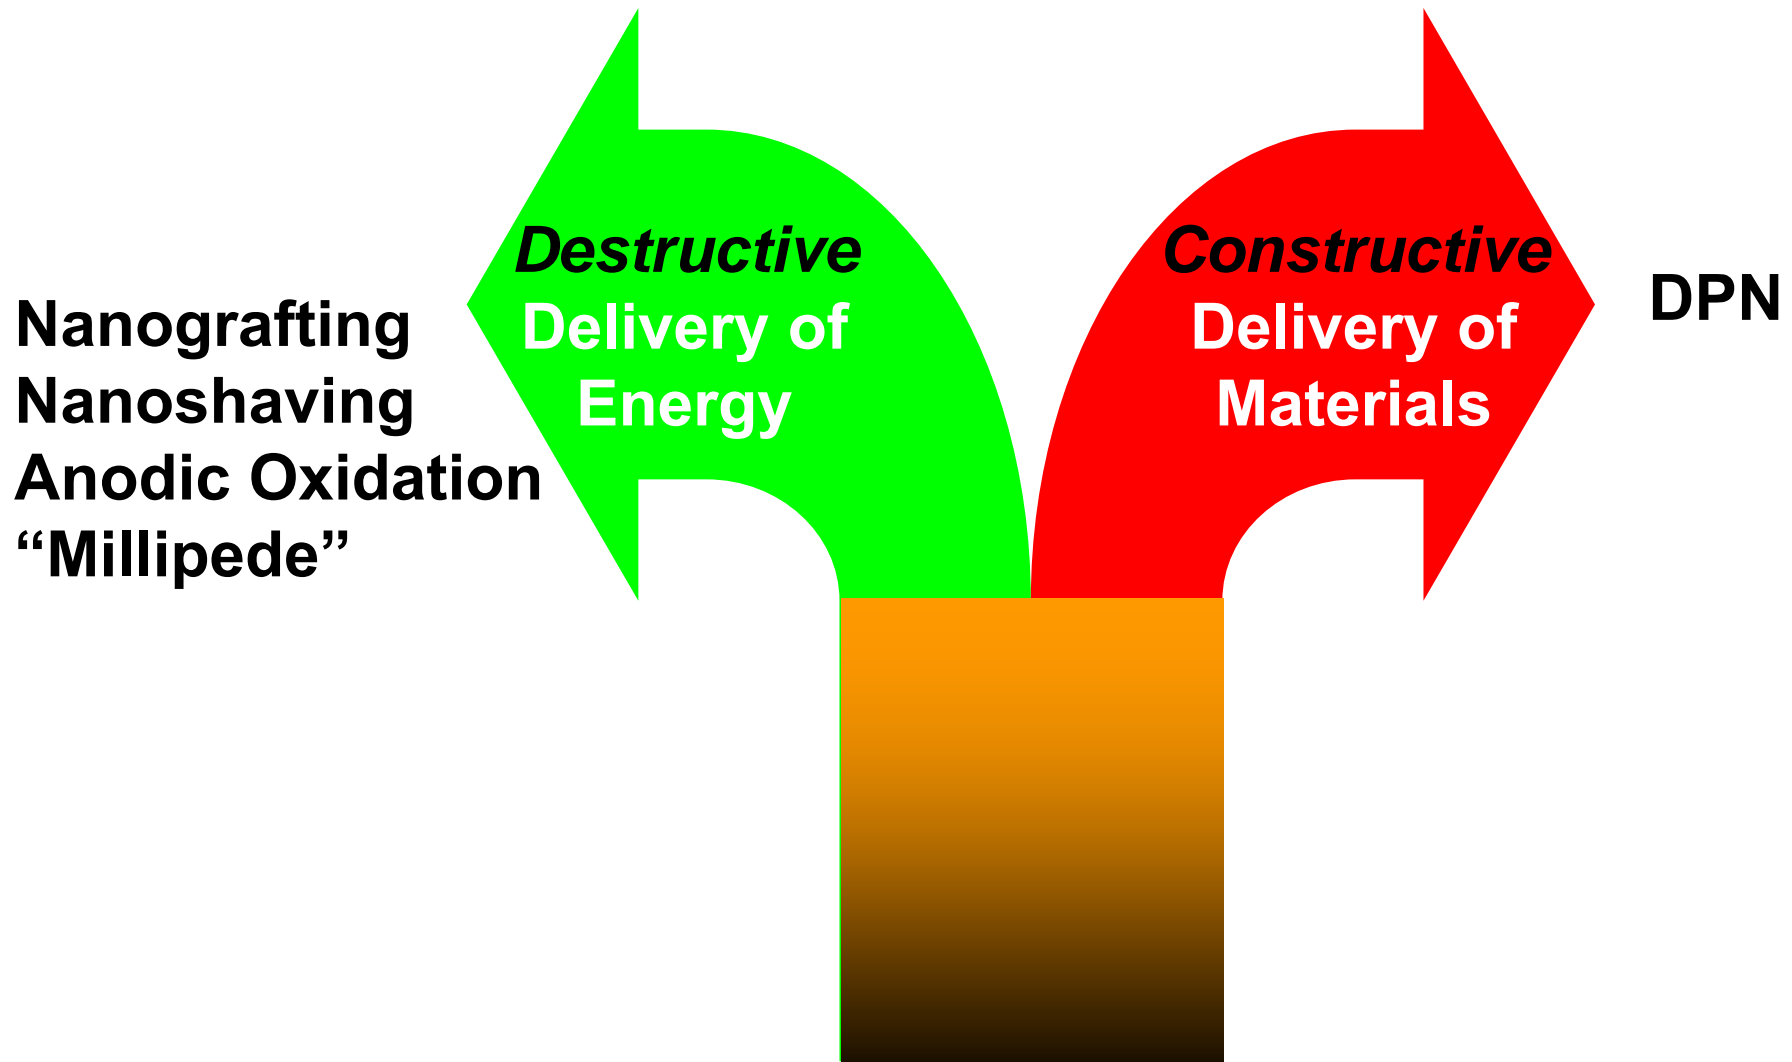 Nanografting
Nanoshaving
Anodic Oxidation
“Millipede”
Destructive
Delivery of
Energy
Constructive
Delivery of
Materials
DPN